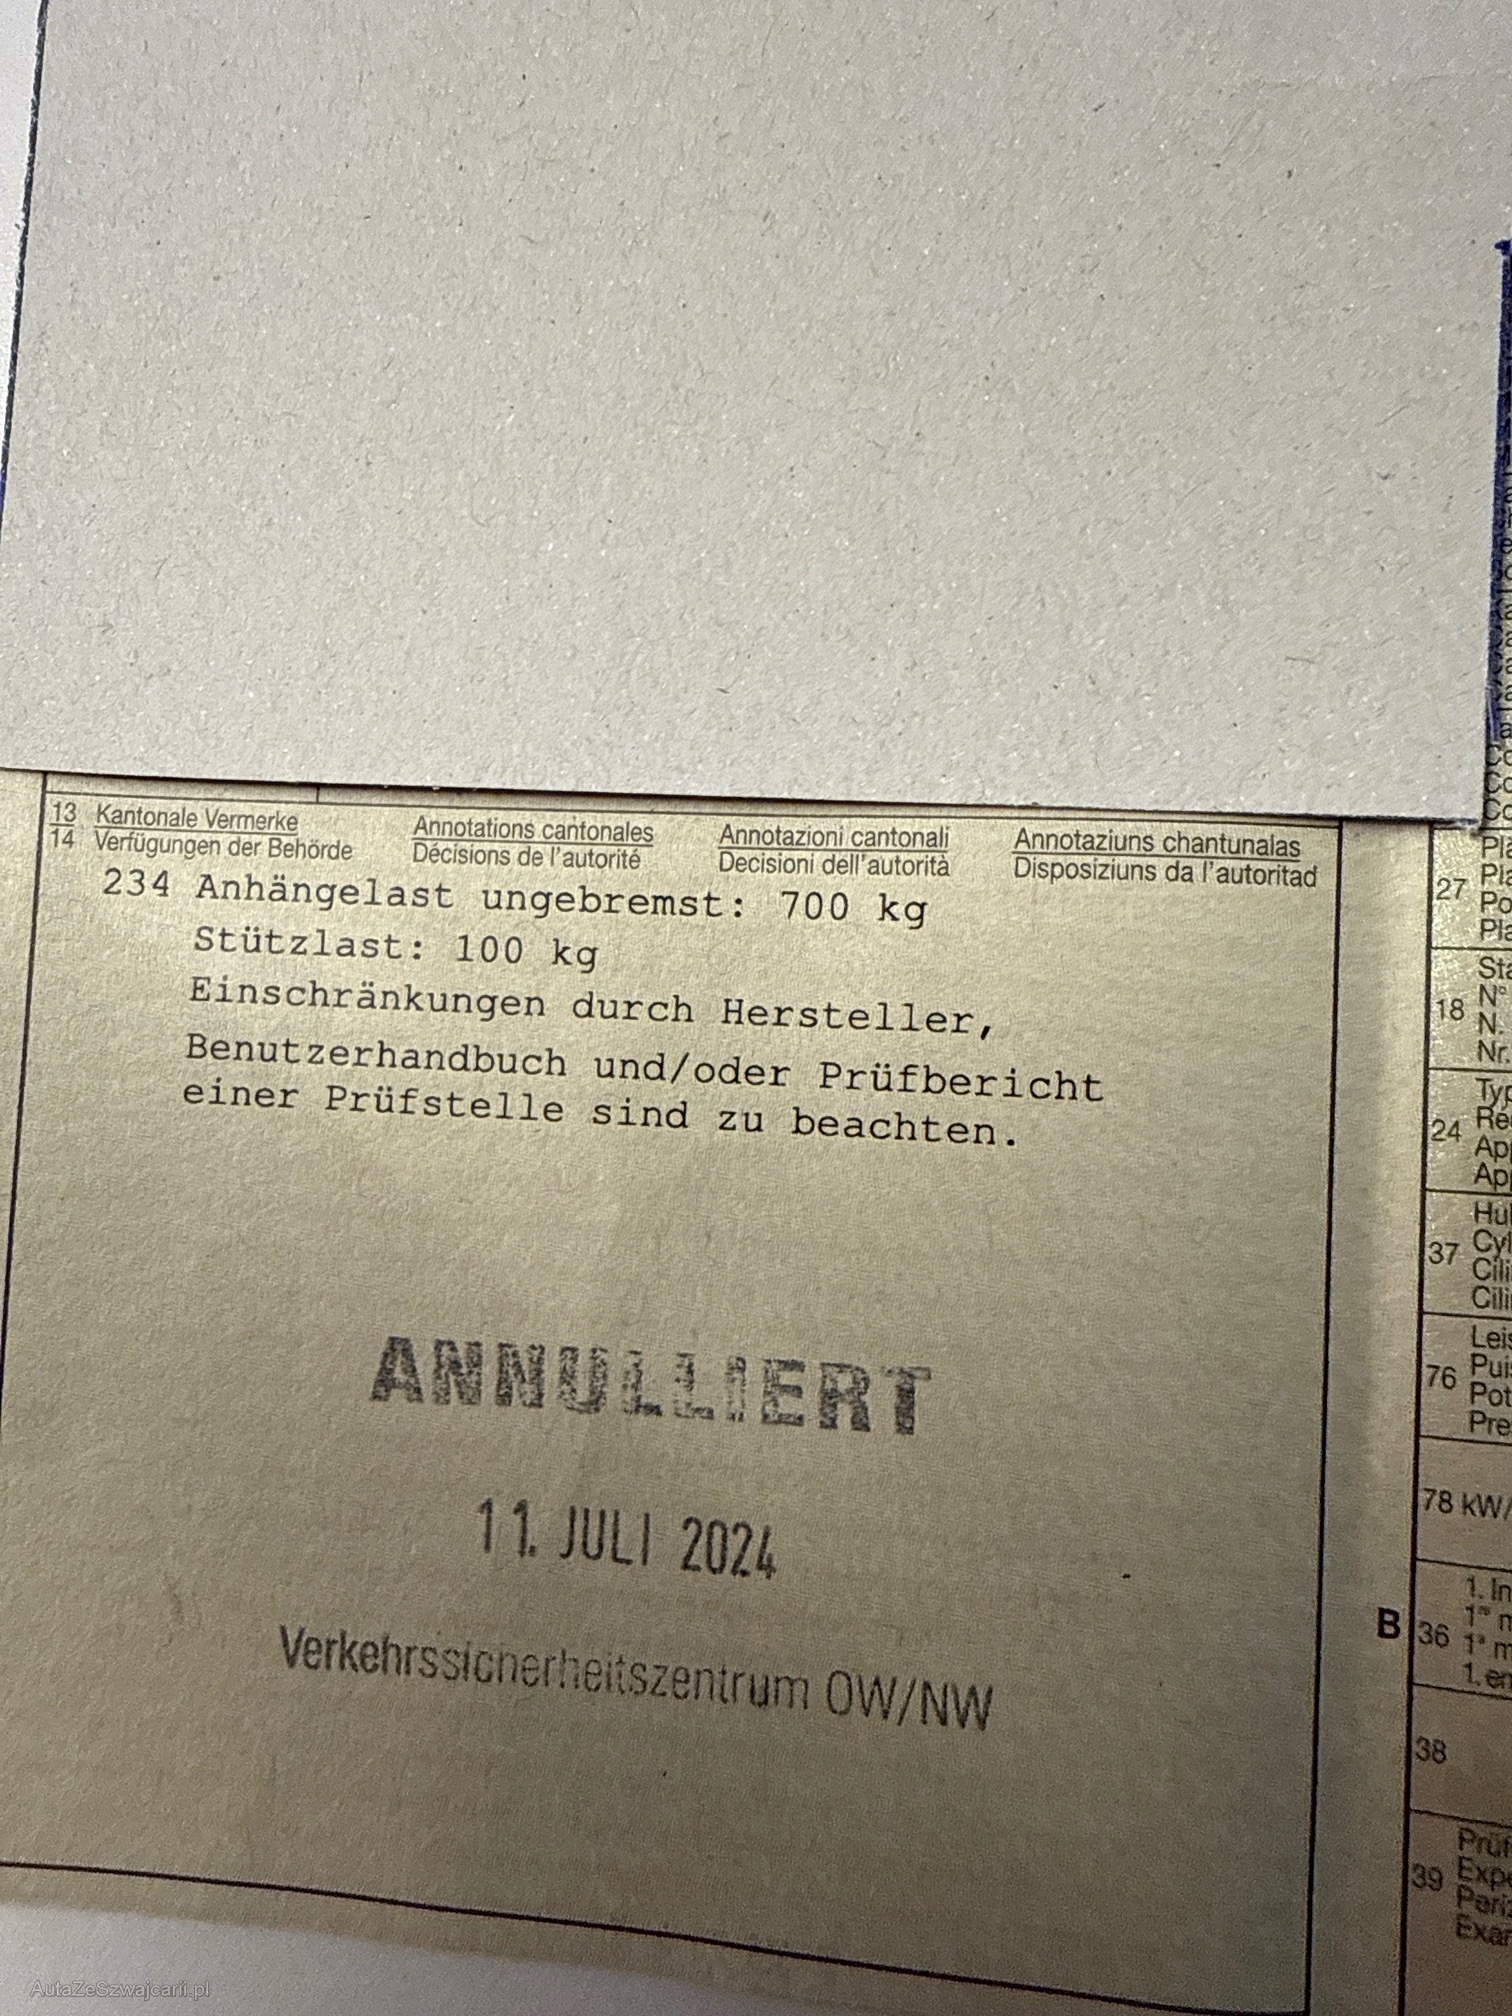 13 Kantonale Vermerke Annotations cantonales Annotazioni cantonali Annotaziuns chantunalas
14 Verfügungen der Behörde Décisions de l'autorité Decisioni dell'autorità Disposiziuns da l'autoritad
234 Anhängelast ungebremst: 700 kg
Stützlast: 100 kg
Einschränkungen durch Hersteller,
Benutzerhandbuch und/oder Prüfbericht
einer Prüfstelle sind zu beachten.
ANNULLIERT
11. JULI 2024
Verkehrssicherheitszentrum OW/NW
27
18
N°
N.
Nr.
24
37
76
78 kW/
B 36
38
39
AutaZeSzwajcarii.pl